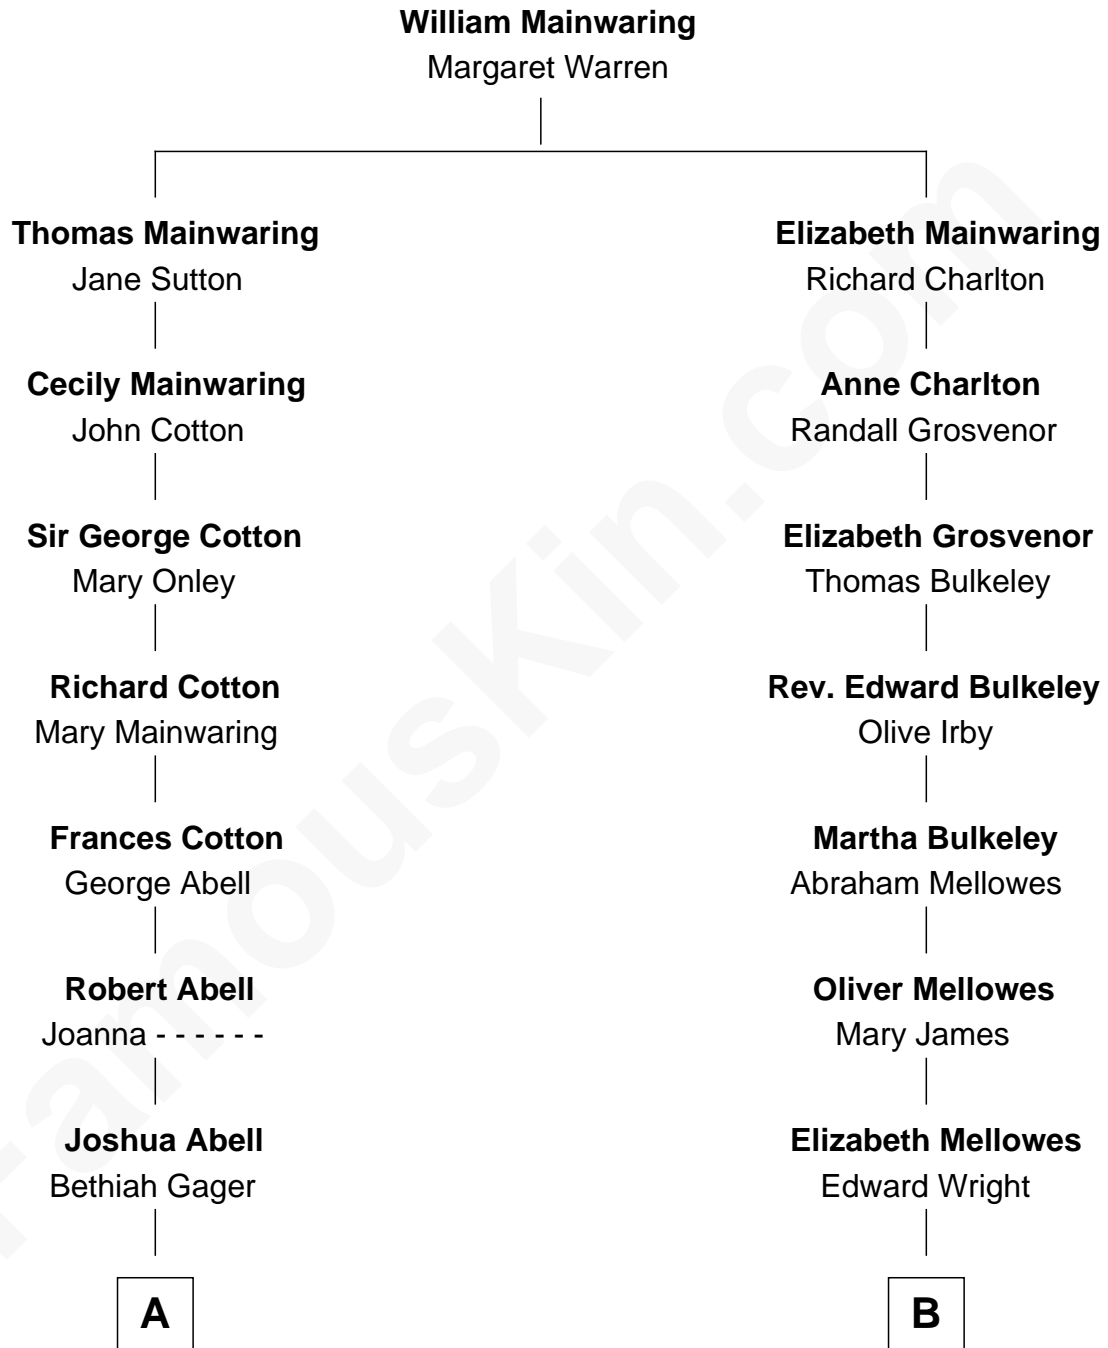 William Mainwaring
Margaret Warren
Thomas Mainwaring
Jane Sutton
Elizabeth Mainwaring
Richard Charlton
Cecily Mainwaring
John Cotton
Anne Charlton
Randall Grosvenor
Sir George Cotton
Mary Onley
Elizabeth Grosvenor
Thomas Bulkeley
Richard Cotton
Mary Mainwaring
Rev. Edward Bulkeley
Olive Irby
Frances Cotton
George Abell
Martha Bulkeley
Abraham Mellowes
Robert Abell
Joanna - - - - - -
Oliver Mellowes
Mary James
Joshua Abell
Bethiah Gager
Elizabeth Mellowes
Edward Wright
A
B
FamousKin.com